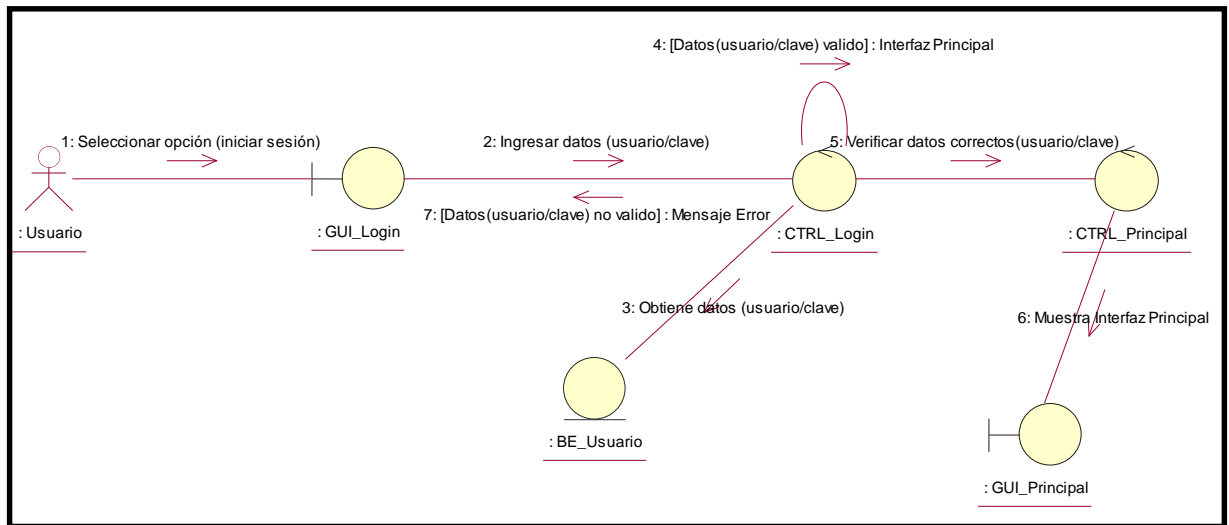 4: [Datos(usuario/clave) valido] : Interfaz Principal
1: Seleccionar opción (iniciar sesión)
2: Ingresar datos (usuario/clave)
5: Verificar datos correctos(usuario/clave)
7: [Datos(usuario/clave) no valido] : Mensaje Error
: Usuario
: GUI_Login
: CTRL_Login
: CTRL_Principal
3: Obtiene datos (usuario/clave)
6: Muestra Interfaz Principal
: BE_Usuario
: GUI_Principal